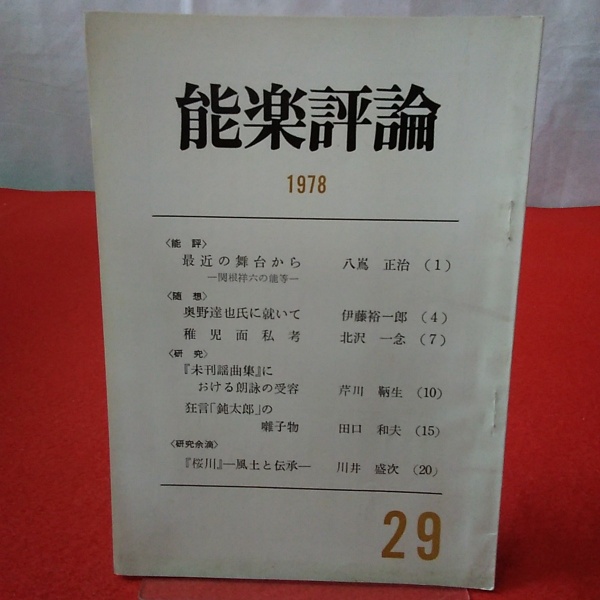 能楽評論
1978
〈能 評〉
最近の舞台から 八嶌 正治 (1)
―関根祥六の能等―
〈随 想〉
奥野達也氏に就いて 伊藤裕一郎 (4)
稚児面私考 北沢 一念 (7)
〈研 究〉
『未刊謡曲集』に
おける朗詠の受容 芹川 鞆生 (10)
狂言「鈍太郎」の
囃子物 田口 和夫 (15)
〈研究余滴〉
『桜川』―風土と伝承― 川井 盛次 (20)
29